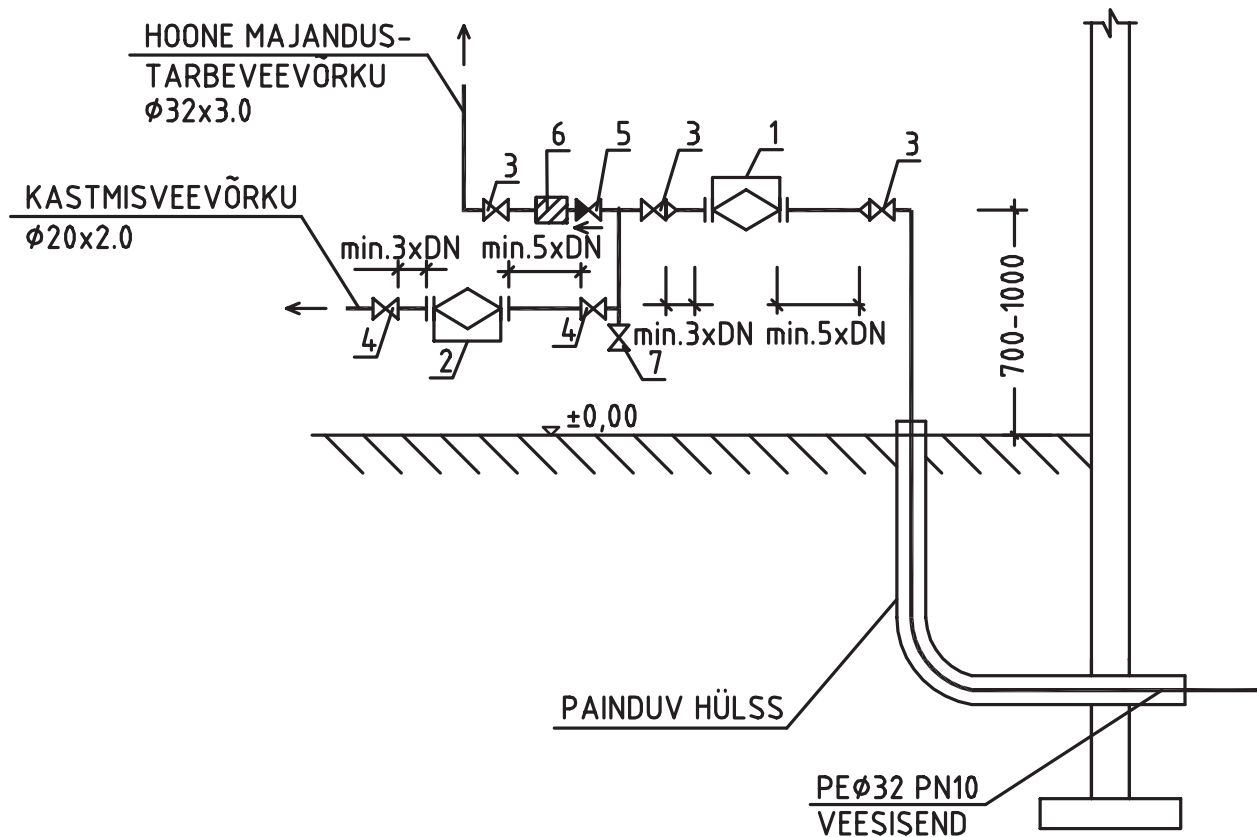 HOONE MAJANDUS-
TARBEVEEVÕRKU
ϕ32x3.0
KASTMISVEEVÕRKU
ϕ20x2.0
3
6
5
3
1
3
min.3xDN
min.5xDN
min.3xDN
min.5xDN
4
2
4
7
700-1000
±0,00
PAINDUV HÜLSS
PEϕ32 PN10
VEESISEND